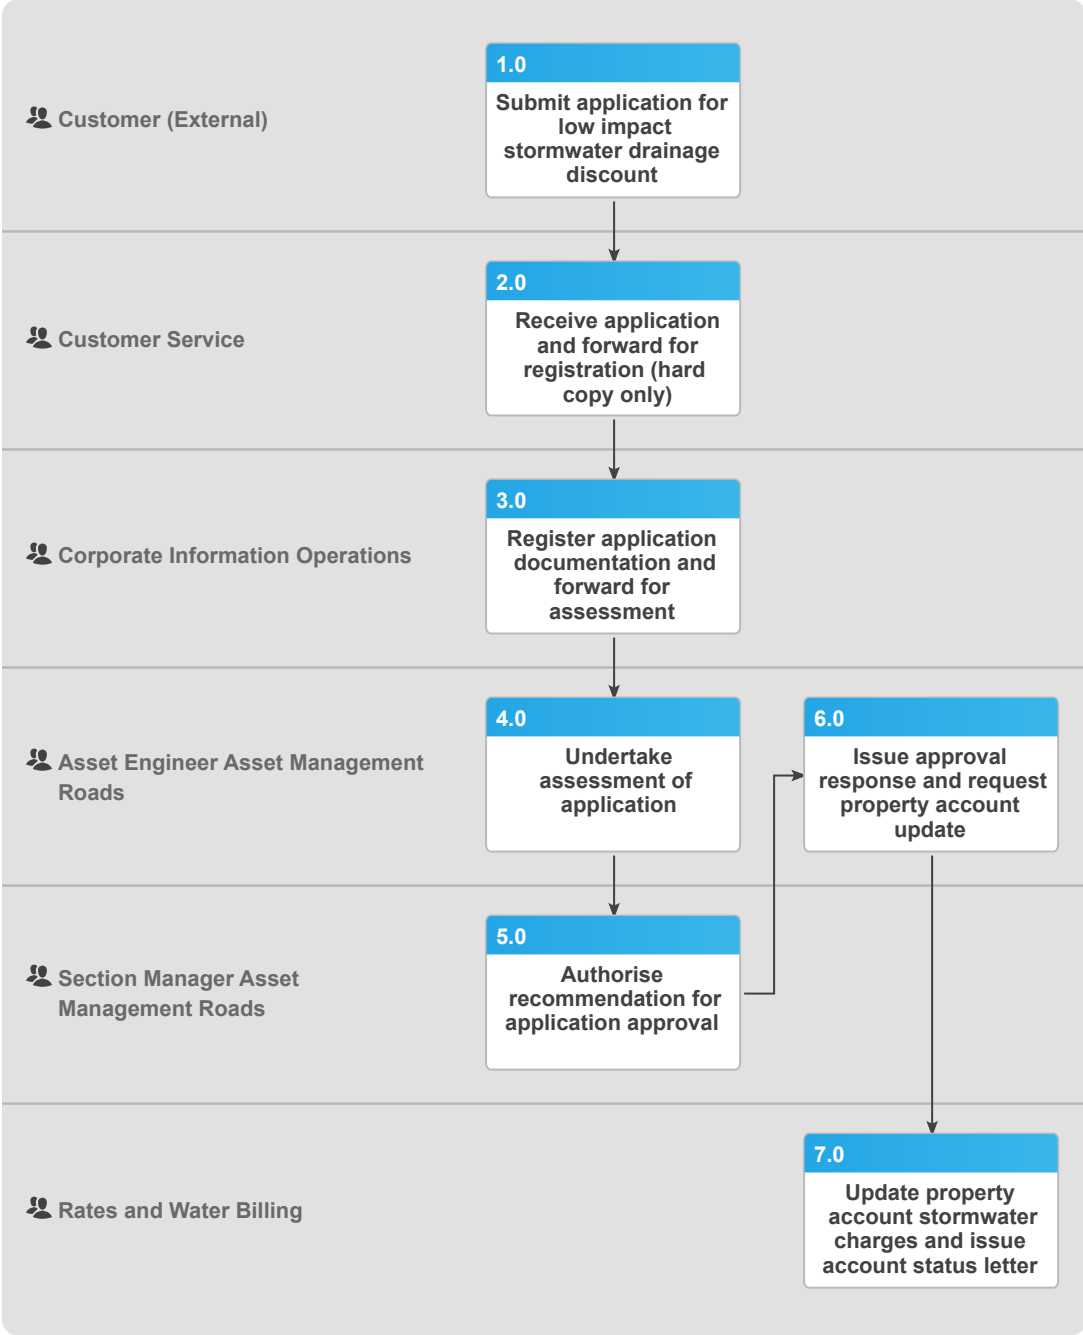 1.0
Submit application for
low impact
stormwater drainage
discount
Customer (External)
2.0
Receive application
and forward for
registration (hard
copy only)
Customer Service
3.0
Register application
documentation and
forward for
assessment
Corporate Information Operations
4.0
Undertake
assessment of
application
6.0
Issue approval
response and request
property account
update
Asset Engineer Asset Management
Roads
5.0
Authorise
recommendation for
application approval
Section Manager Asset
Management Roads
7.0
Update property
account stormwater
charges and issue
account status letter
Rates and Water Billing